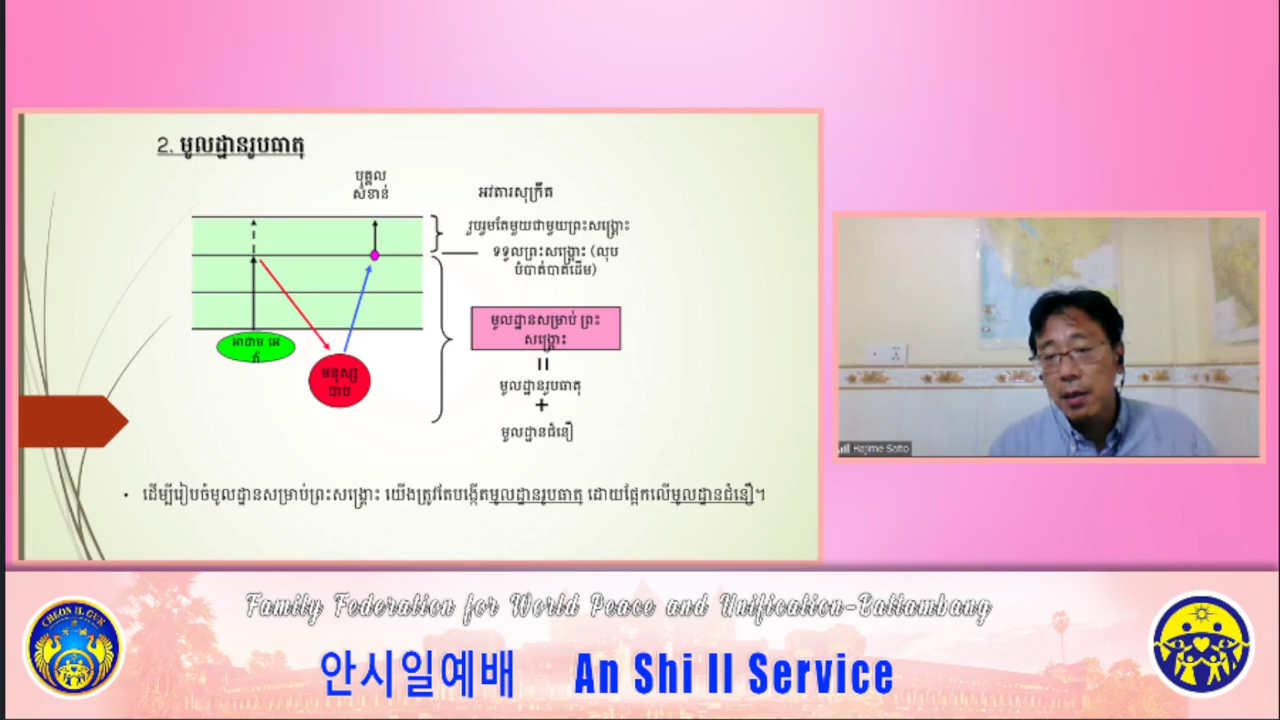 2. មូលដ្ឋានរូបធាតុ
បុគ្គល
សំខាន់
អវតារសុក្រឹត
រួបរួមតែមួយជាមួយព្រះសង្គ្រោះ
ទទួលព្រះសង្គ្រោះ (លុប
បំបាត់បាតដើម)
មូលដ្ឋានសម្រាប់ ព្រះ
សង្គ្រោះ
=
មូលដ្ឋានរូបធាតុ
+
មូលដ្ឋានជំនឿ
អាដាម អេ
វ៉
មនុស្ស
បាប
• ដើម្បីរៀបចំមូលដ្ឋានសម្រាប់ព្រះសង្គ្រោះ យើងត្រូវតែបង្កើតមូលដ្ឋានរូបធាតុ ដោយផ្អែកលើមូលដ្ឋានជំនឿ។
Hajime Saito
Family Federation for World Peace and Unification-Battambang
안시일예배 An Shi Il Service
CHEON IL GUK